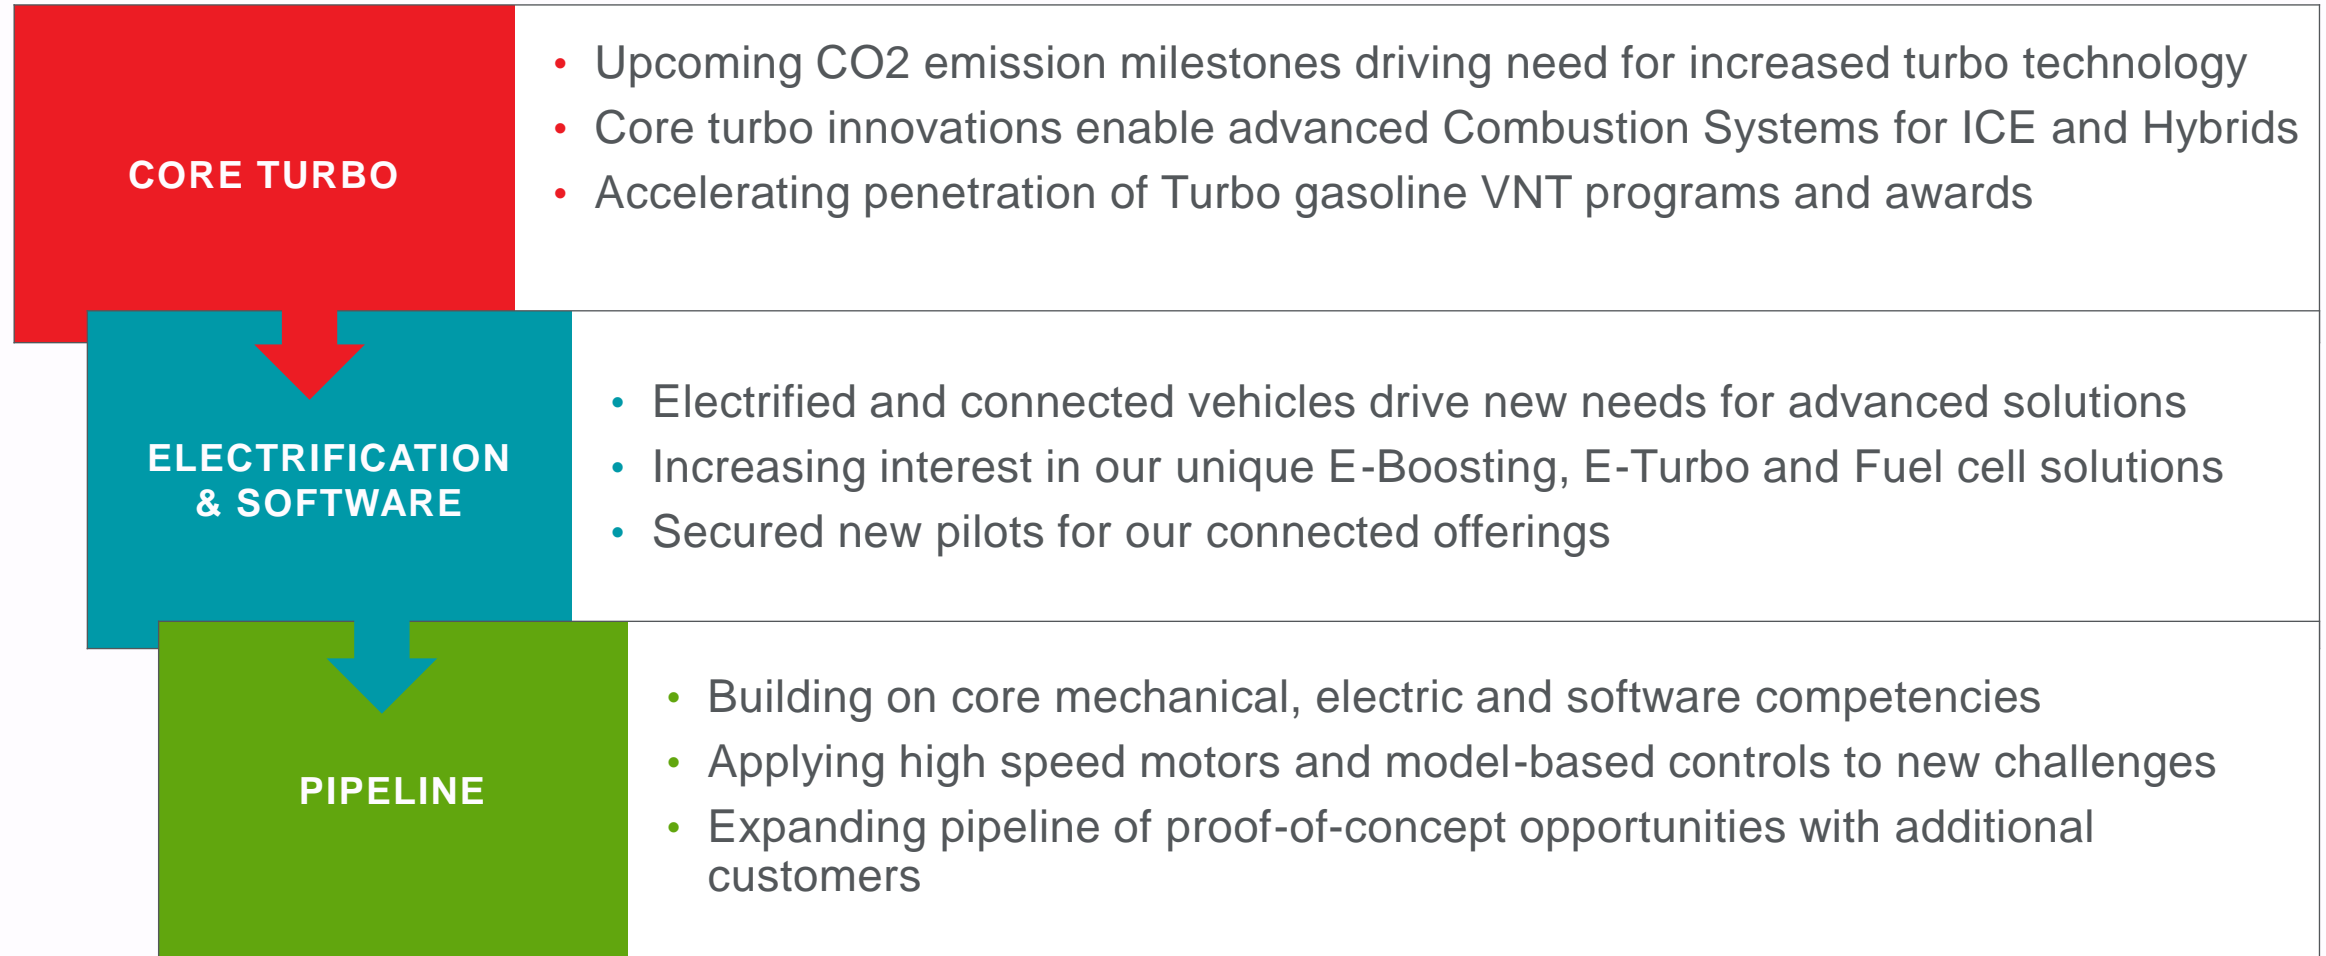 CORE TURBO
• Upcoming CO2 emission milestones driving need for increased turbo technology
• Core turbo innovations enable advanced Combustion Systems for ICE and Hybrids
• Accelerating penetration of Turbo gasoline VNT programs and awards
ELECTRIFICATION
& SOFTWARE
• Electrified and connected vehicles drive new needs for advanced solutions
• Increasing interest in our unique E-Boosting, E-Turbo and Fuel cell solutions
• Secured new pilots for our connected offerings
PIPELINE
• Building on core mechanical, electric and software competencies
• Applying high speed motors and model-based controls to new challenges
• Expanding pipeline of proof-of-concept opportunities with additional
customers